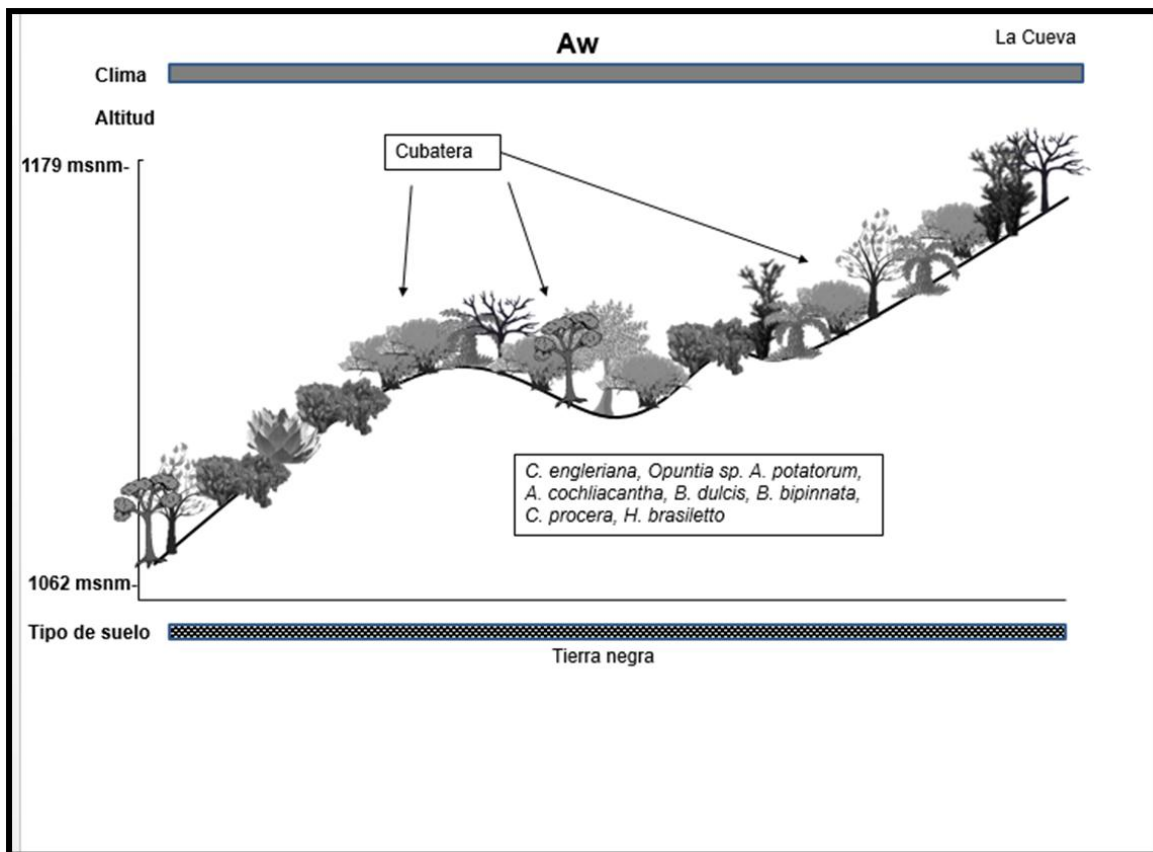 Aw
La Cueva
Clima
Altitud
1179 msnm-
Cubatera
C. engleriana, Opuntia sp. A. potatorum,
A. cochliacantha, B. dulcis, B. bipinnata,
C. procera, H. brasiletto
1062 msnm-
Tipo de suelo
Tierra negra